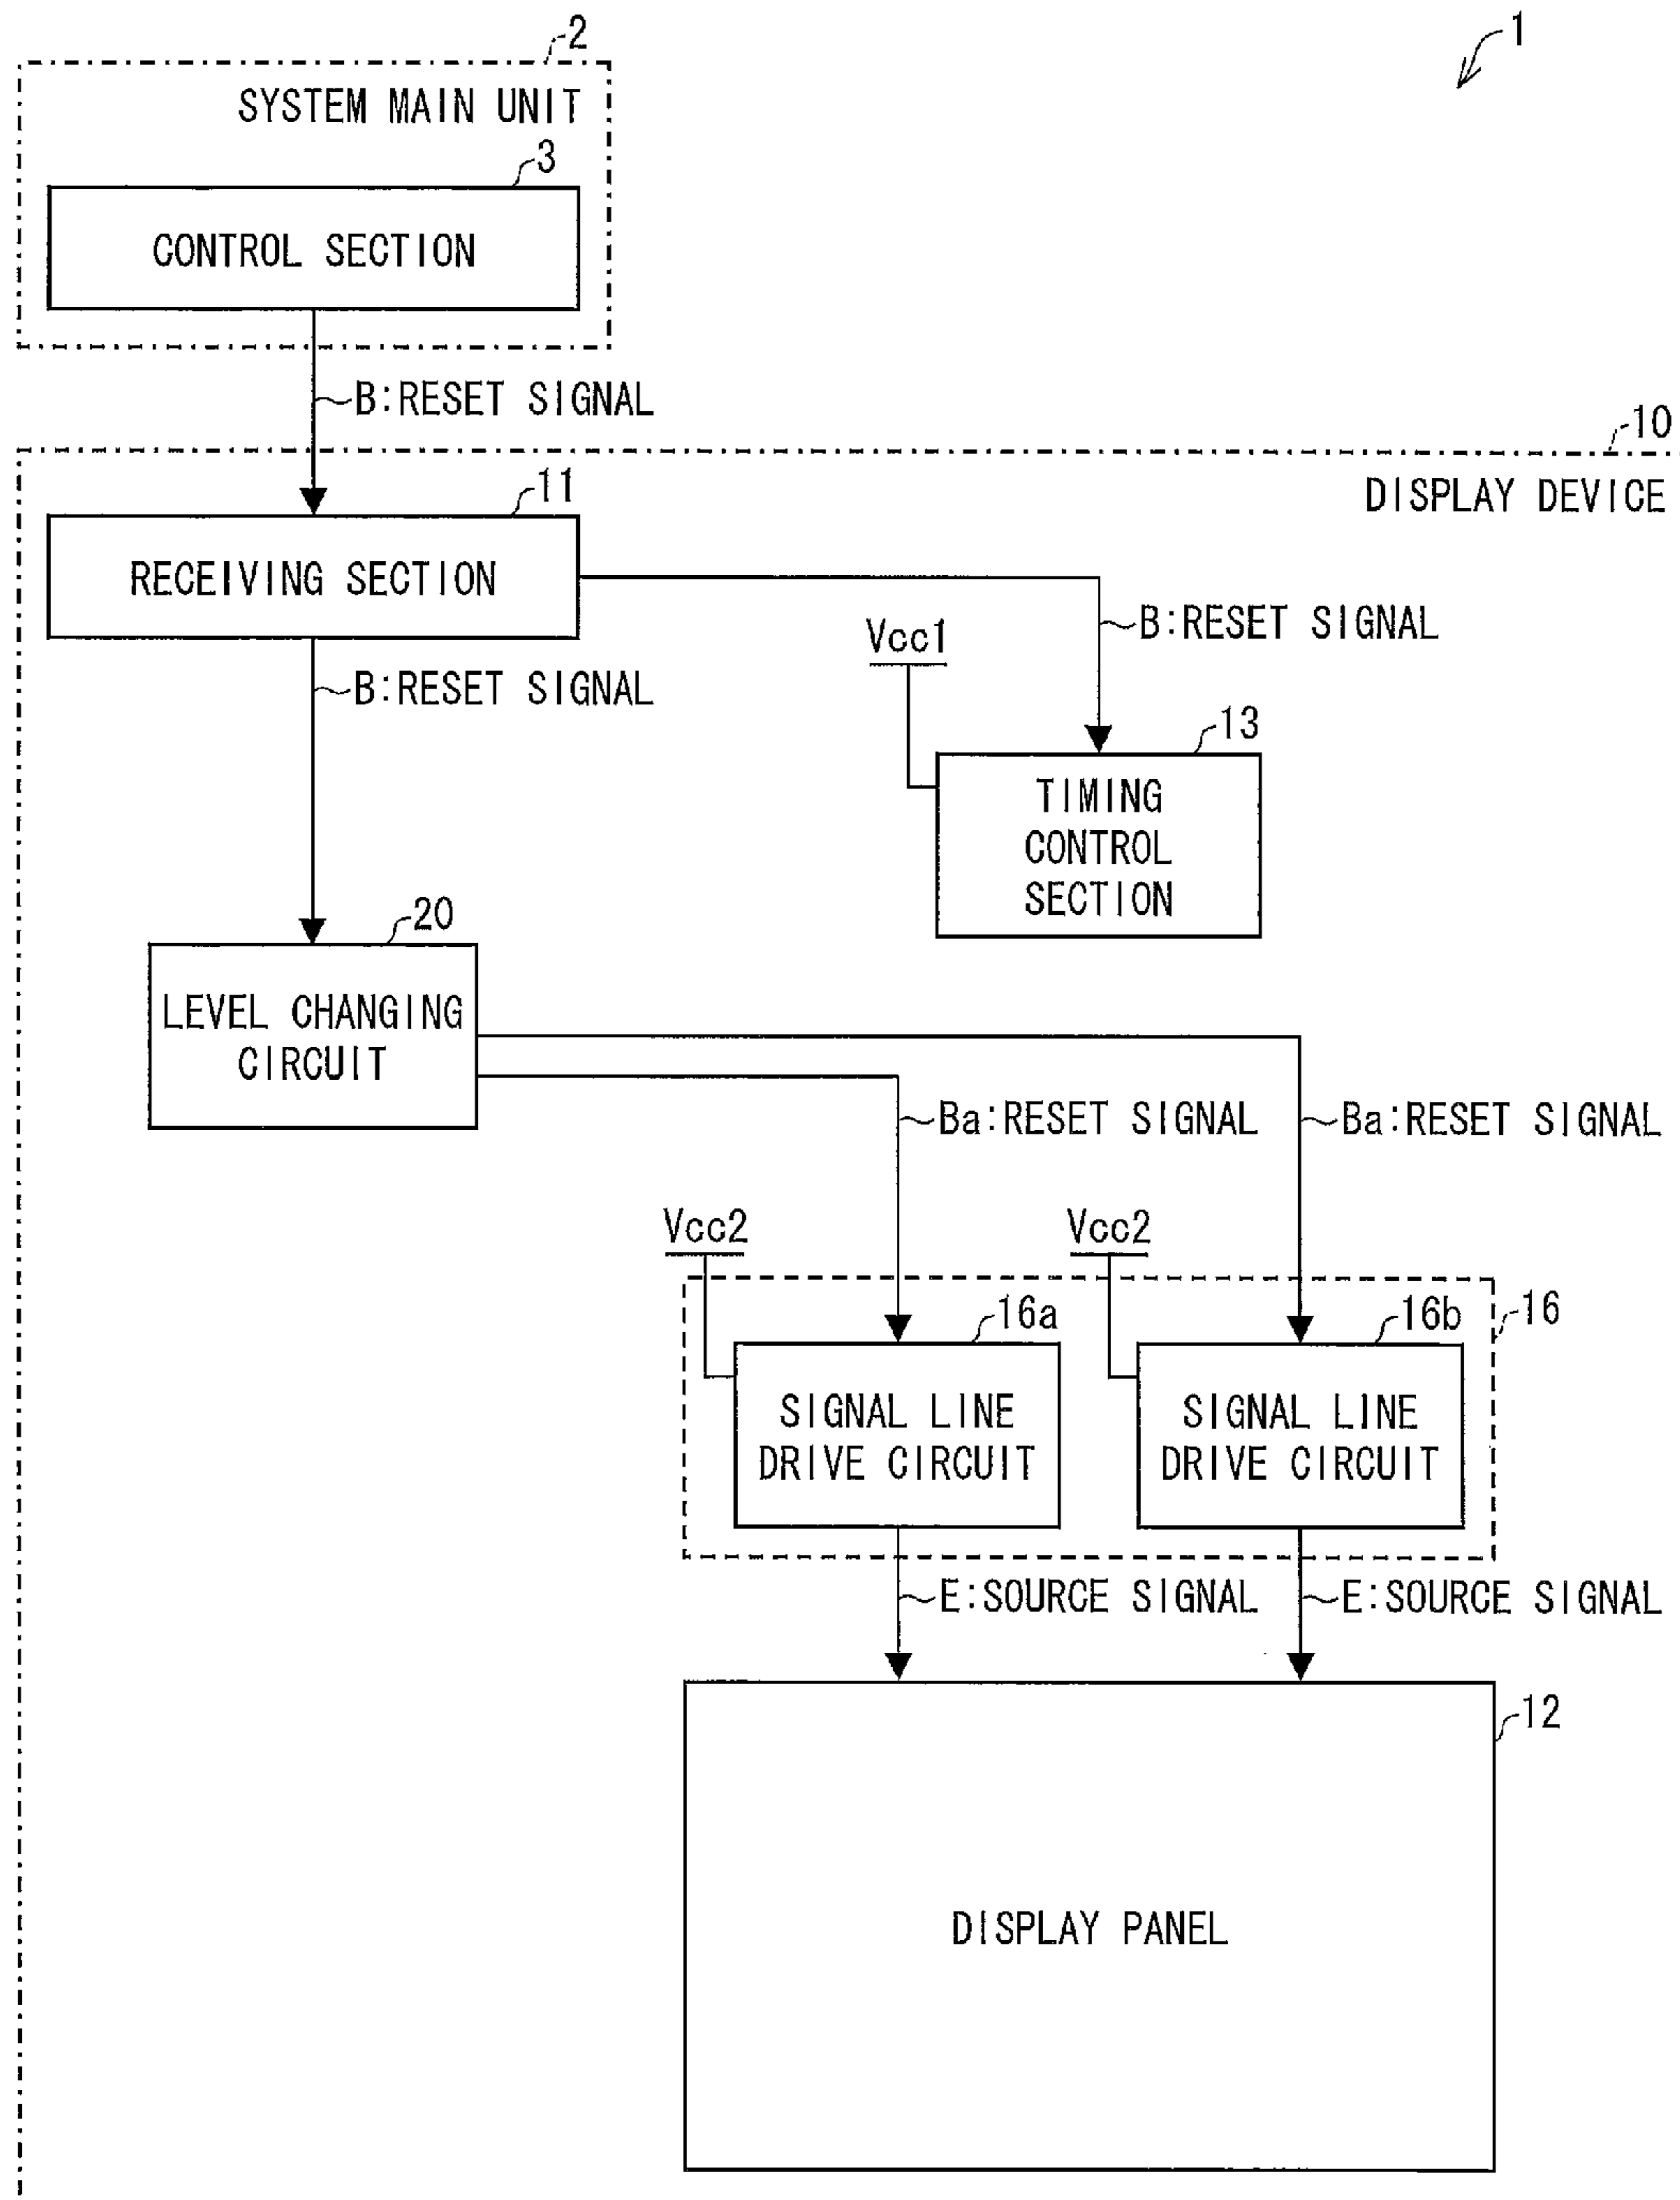 1
2
SYSTEM MAIN UNIT
3
CONTROL SECTION
B:RESET SIGNAL
10
DISPLAY DEVICE
11
RECEIVING SECTION
B:RESET SIGNAL
Vcc1
B:RESET SIGNAL
13
TIMING
CONTROL
SECTION
20
LEVEL CHANGING
CIRCUIT
Ba:RESET SIGNAL
Ba:RESET SIGNAL
Vcc2
Vcc2
16
16a
16b
SIGNAL LINE
DRIVE CIRCUIT
SIGNAL LINE
DRIVE CIRCUIT
E:SOURCE SIGNAL
E:SOURCE SIGNAL
12
DISPLAY PANEL